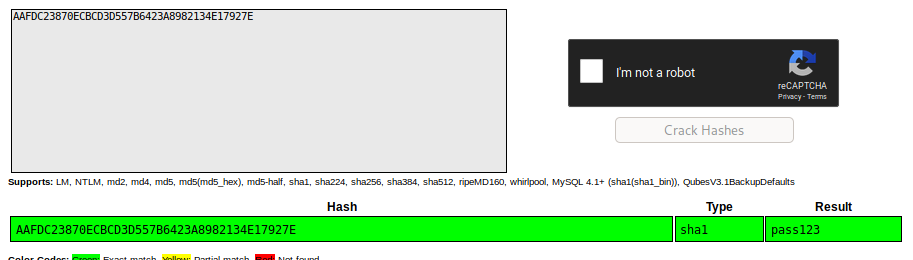 AAFDC23870ECBCD3D557B6423A8982134E17927E
I'm not a robot
reCAPTCHA
Privacy - Terms
Crack Hashes
Supports: LM, NTLM, md2, md4, md5, md5(md5_hex), md5-half, sha1, sha224, sha256, sha384, sha512, ripeMD160, whirlpool, MySQL 4.1+ (sha1(sha1_bin)), QubesV3.1BackupDefaults
Hash Type Result
AAFDC23870ECBCD3D557B6423A8982134E17927E sha1 pass123
Color Codes: Green: Exact match, Yellow: Partial match, Red: Not found.